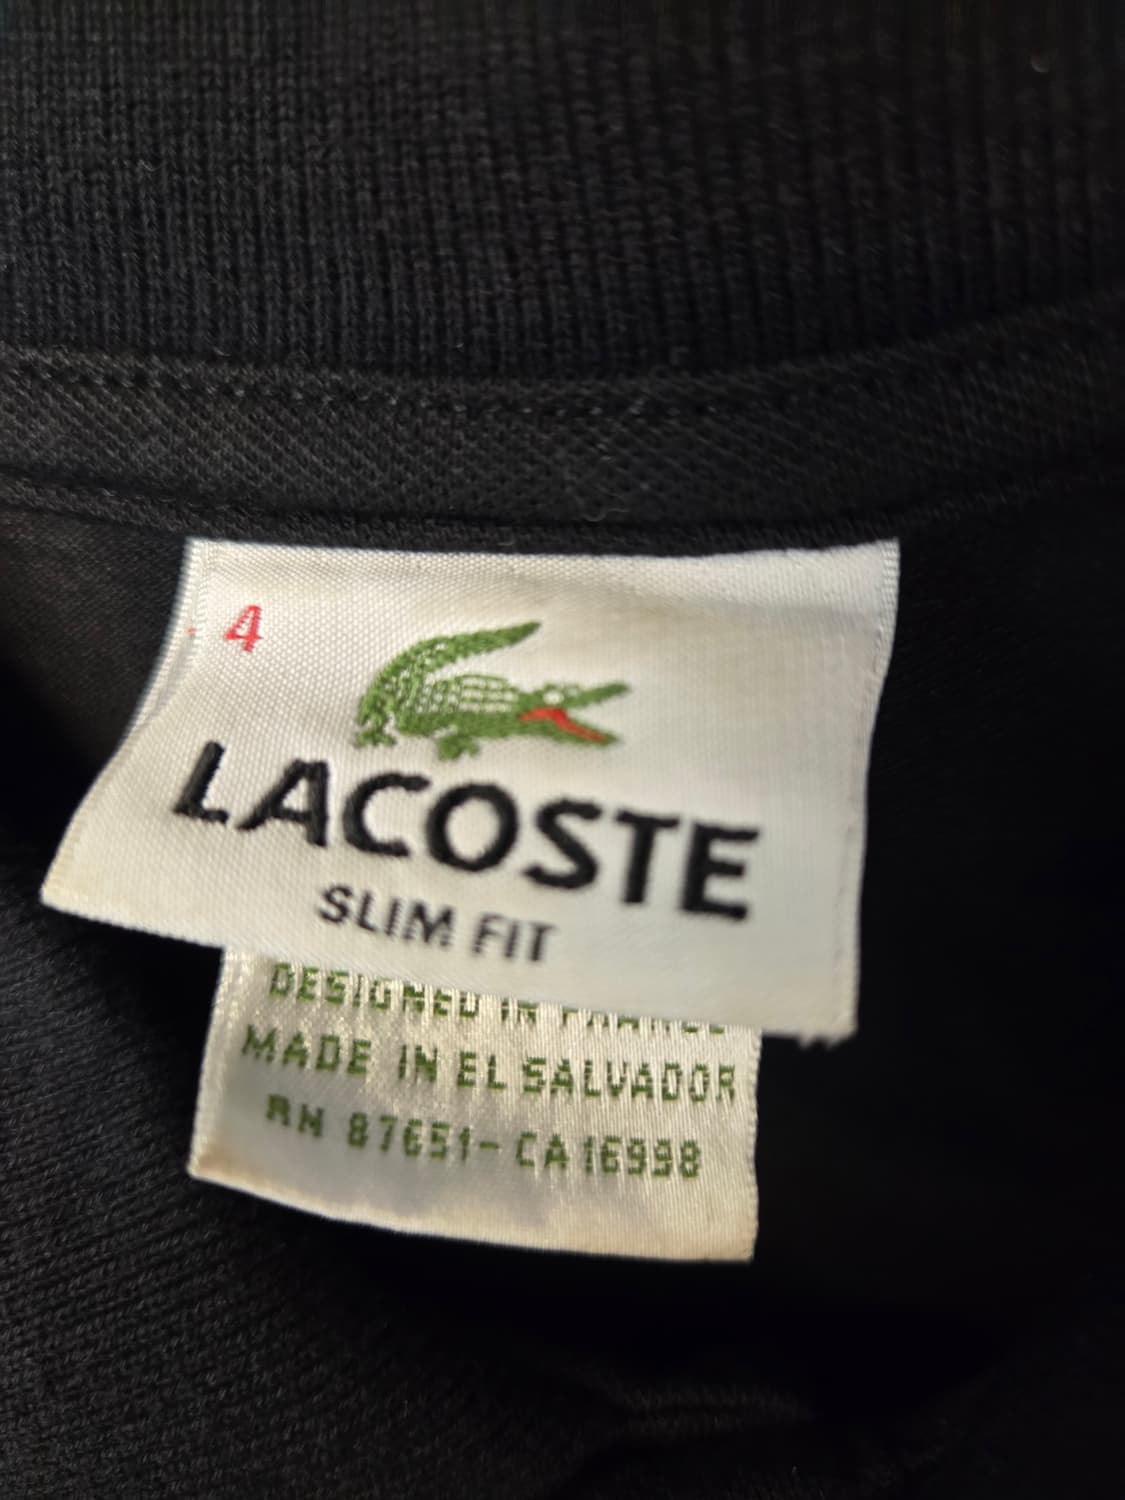 4
LACOSTE
SLIM FIT
DESIGNED IN FRANCE
MADE IN EL SALVADOR
RN 87651- CA 16998